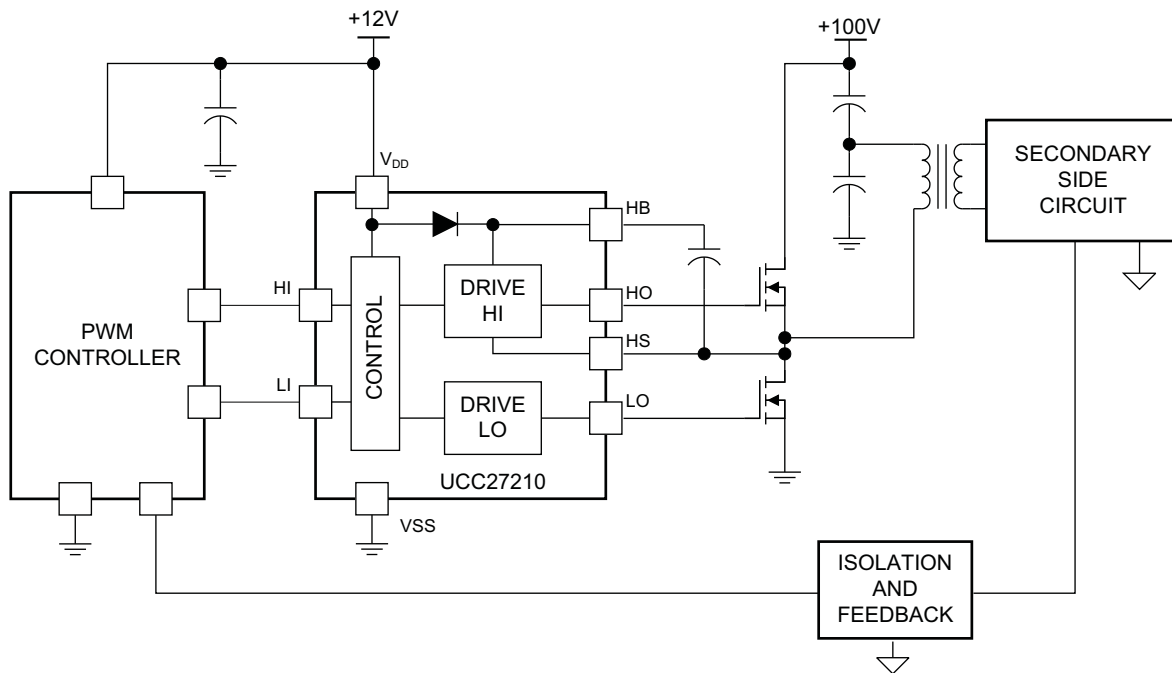 +12V
+100V
V_DD
SECONDARY
SIDE
CIRCUIT
HB
HI
DRIVE
HI
HO
PWM
CONTROLLER
CONTROL
HS
LI
DRIVE
LO
LO
UCC27210
VSS
ISOLATION
AND
FEEDBACK